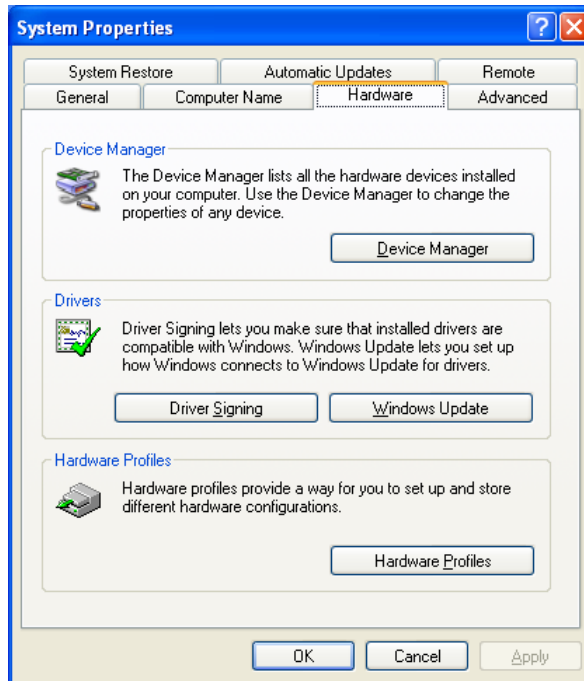 System Properties
System Restore Automatic Updates Remote
General Computer Name Hardware Advanced
Device Manager
The Device Manager lists all the hardware devices installed
on your computer. Use the Device Manager to change the
properties of any device.
Device Manager
Drivers
Driver Signing lets you make sure that installed drivers are
compatible with Windows. Windows Update lets you set up
how Windows connects to Windows Update for drivers.
Driver Signing Windows Update
Hardware Profiles
Hardware profiles provide a way for you to set up and store
different hardware configurations.
Hardware Profiles
OK Cancel Apply